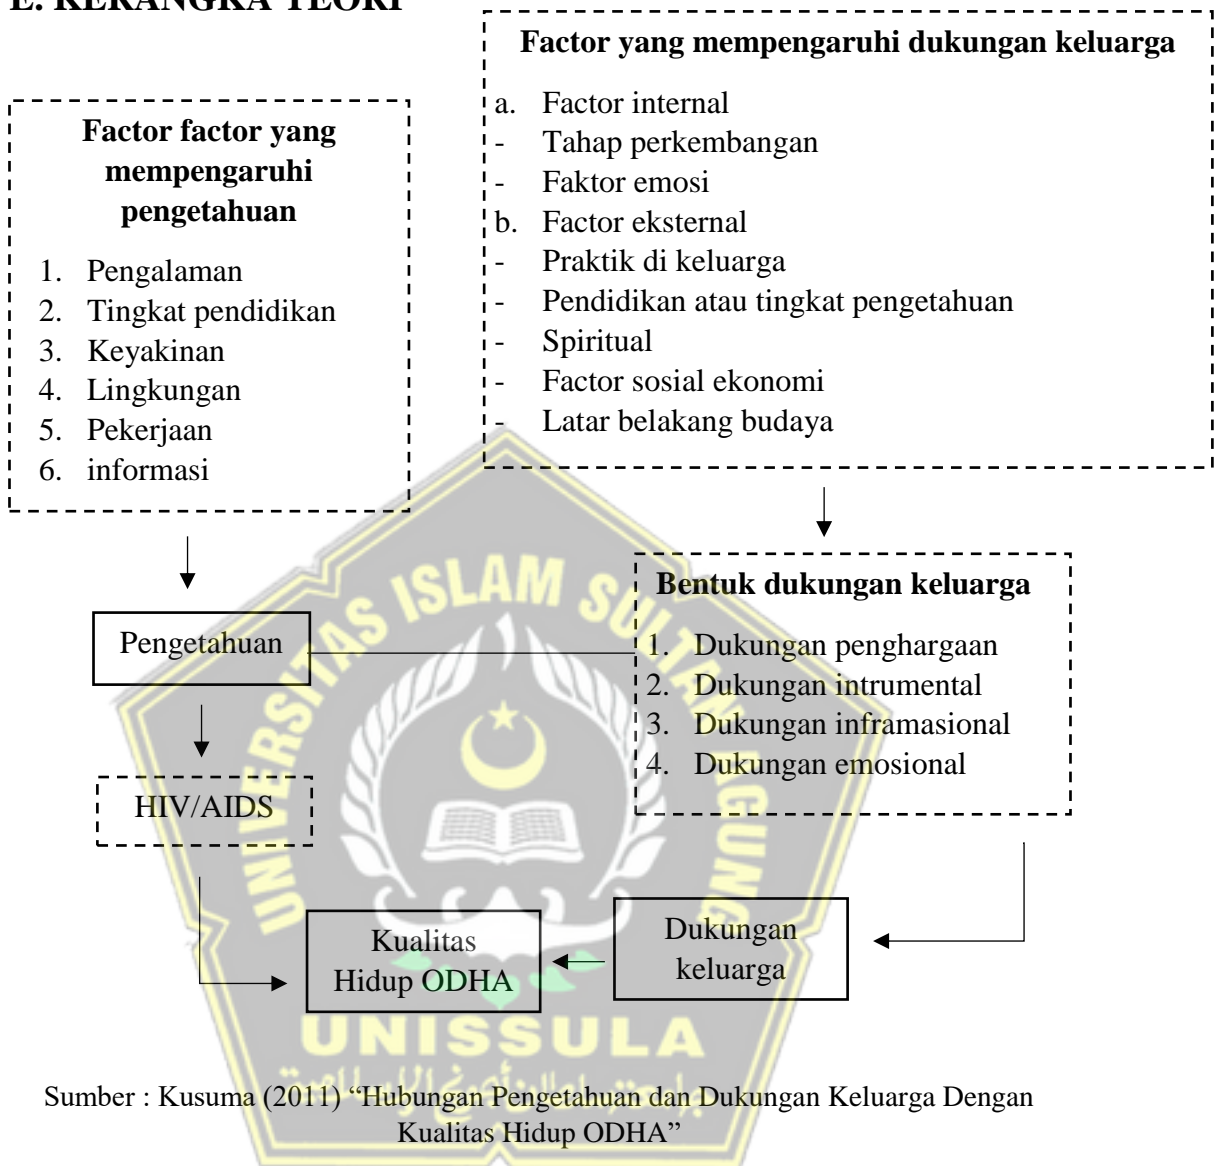 E. KERANGKA TEORI
Factor yang mempengaruhi dukungan keluarga
a. Factor internal
- Tahap perkembangan
- Faktor emosi
b. Factor eksternal
- Praktik di keluarga
- Pendidikan atau tingkat pengetahuan
- Spiritual
- Factor sosial ekonomi
- Latar belakang budaya
Factor factor yang
mempengaruhi
pengetahuan
1. Pengalaman
2. Tingkat pendidikan
3. Keyakinan
4. Lingkungan
5. Pekerjaan
6. informasi
Pengetahuan
Bentuk dukungan keluarga
1. Dukungan penghargaan
2. Dukungan intrumental
3. Dukungan inframasional
4. Dukungan emosional
HIV/AIDS
Kualitas
Hidup ODHA
Dukungan
keluarga
UNIVERSITAS ISLAM SULTAN AGUNG
UNISSULA
Sumber : Kusuma (2011) “Hubungan Pengetahuan dan Dukungan Keluarga Dengan
Kualitas Hidup ODHA”